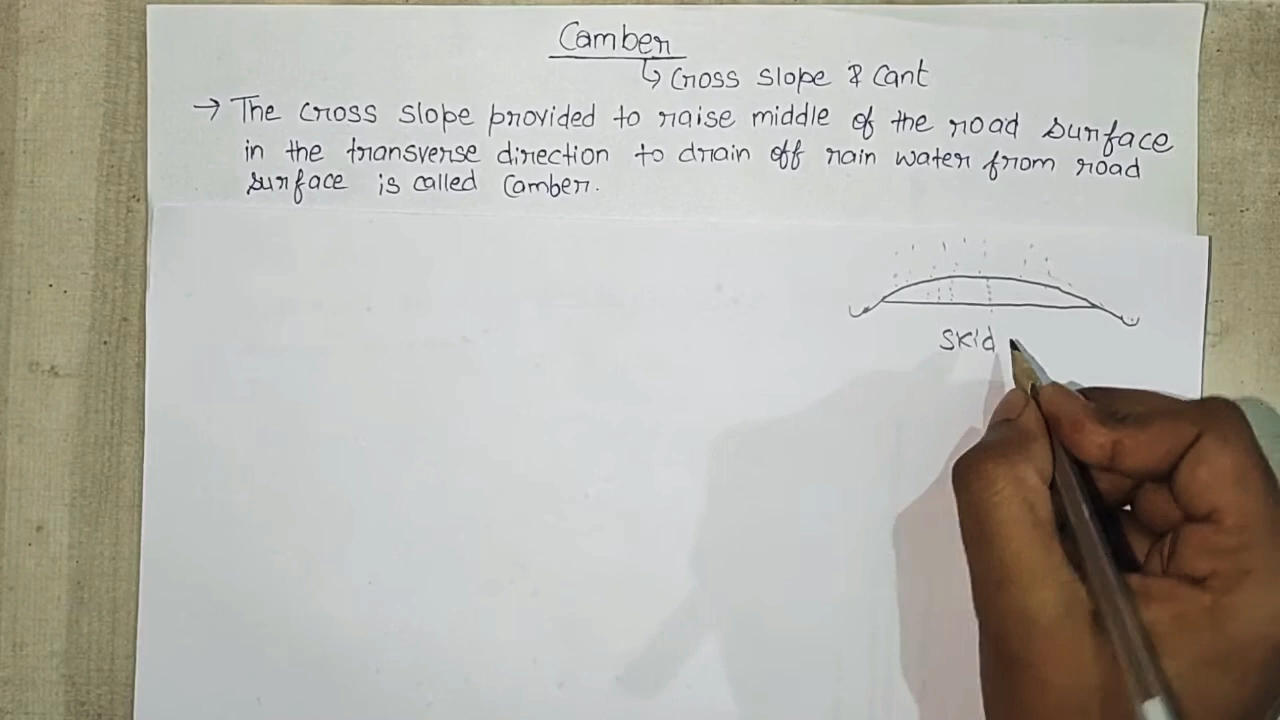 Camber
↳ Cross slope & Cant
→ The cross slope provided to raise middle of the road surface
in the transverse direction to drain off rain water from road
surface is called Camber.
Skid